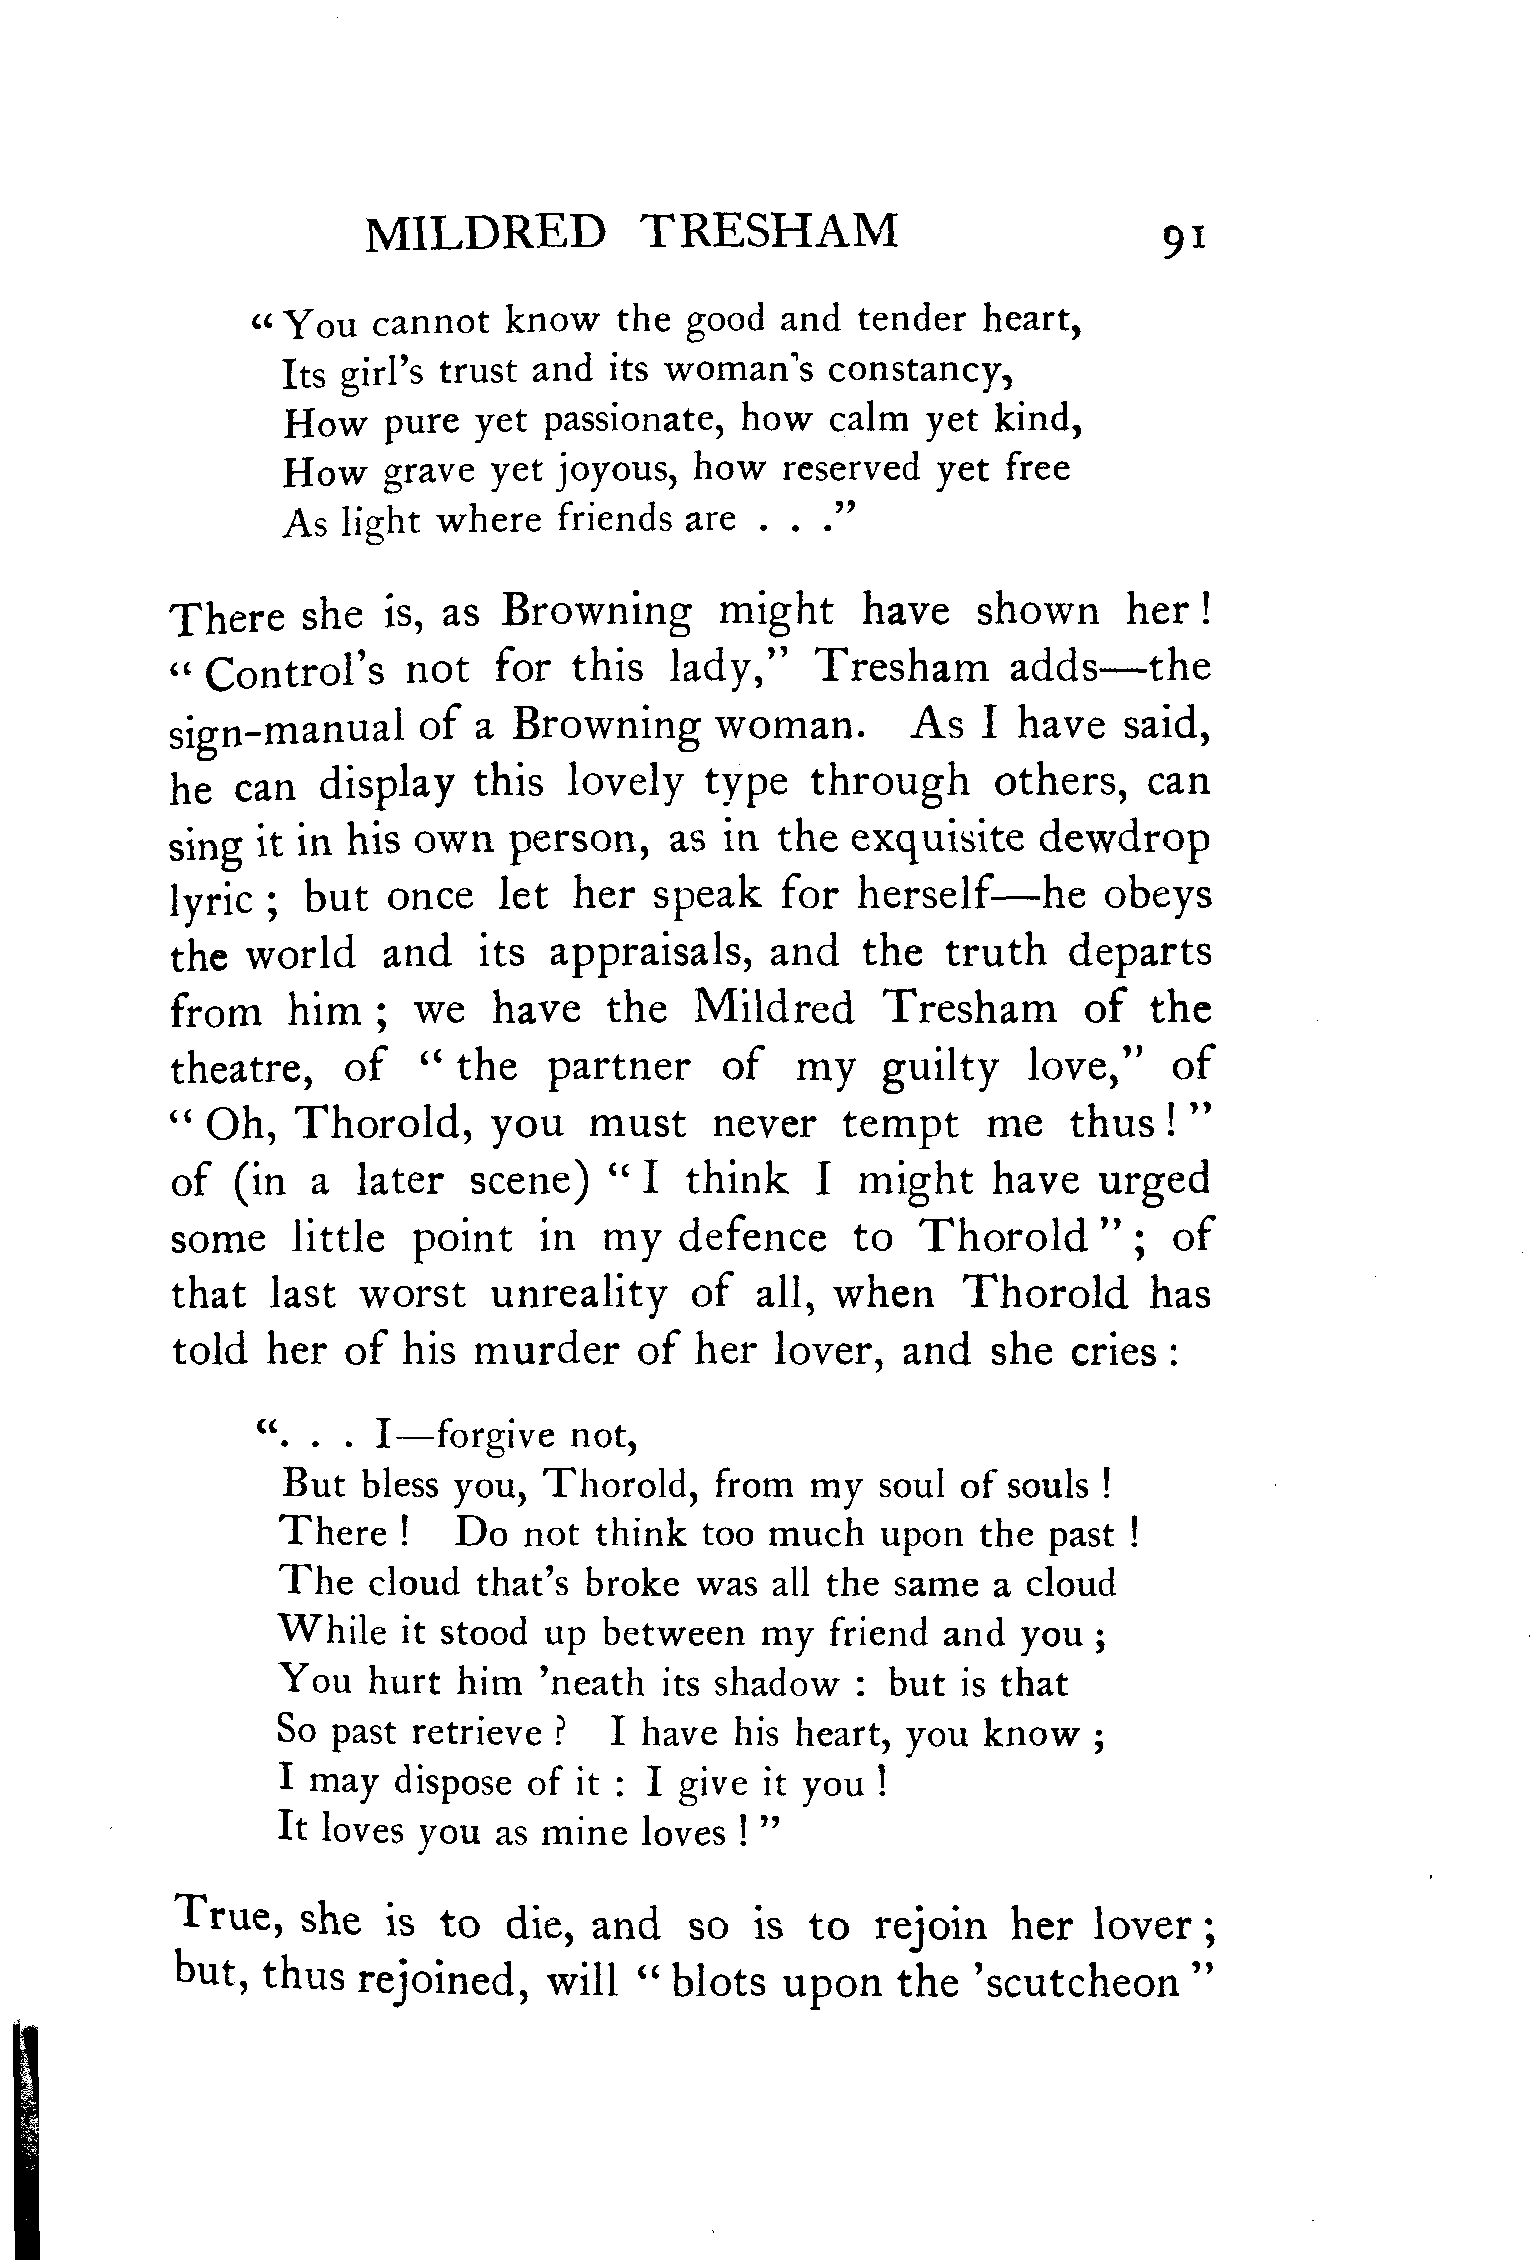 MILDRED TRESHAM 91
“ You cannot know the good and tender heart,
Its girl’s trust and its woman’s constancy,
How pure yet passionate, how calm yet kind,
How grave yet joyous, how reserved yet free
As light where friends are . . .”
There she is, as Browning might have shown her !
“ Control’s not for this lady,” Tresham adds—the
sign-manual of a Browning woman. As I have said,
he can display this lovely type through others, can
sing it in his own person, as in the exquisite dewdrop
lyric ; but once let her speak for herself—he obeys
the world and its appraisals, and the truth departs
from him ; we have the Mildred Tresham of the
theatre, of “ the partner of my guilty love,” of
“ Oh, Thorold, you must never tempt me thus ! ”
of (in a later scene) “ I think I might have urged
some little point in my defence to Thorold ” ; of
that last worst unreality of all, when Thorold has
told her of his murder of her lover, and she cries :
“. . . I—forgive not,
But bless you, Thorold, from my soul of souls !
There ! Do not think too much upon the past !
The cloud that’s broke was all the same a cloud
While it stood up between my friend and you ;
You hurt him ’neath its shadow : but is that
So past retrieve ? I have his heart, you know ;
I may dispose of it : I give it you !
It loves you as mine loves ! ”
True, she is to die, and so is to rejoin her lover ;
but, thus rejoined, will “ blots upon the ’scutcheon ”